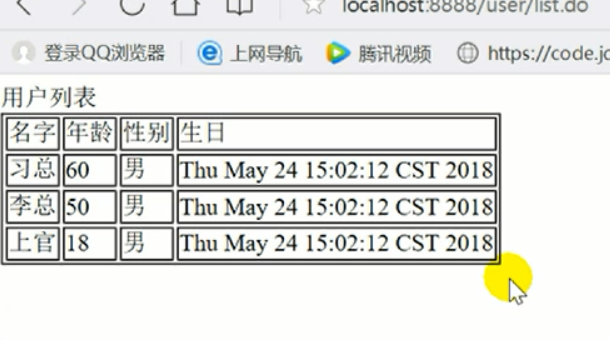 localhost:8888/user/list.do
登录QQ浏览器 上网导航 腾讯视频 https://code.jc
用户列表
名字 年龄 性别 生日
习总 60 男 Thu May 24 15:02:12 CST 2018
李总 50 男 Thu May 24 15:02:12 CST 2018
上官 18 男 Thu May 24 15:02:12 CST 2018